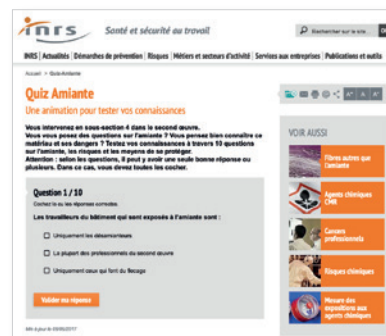 inrs
Santé et sécurité au travail
Rechercher sur le site...
INRS | Actualités | Démarches de prévention | Risques | Métiers et secteurs d'activité | Services aux entreprises | Publications et outils
Accueil > Quiz Amiante
Quiz Amiante
Une animation pour tester vos connaissances
A+ A A-
Vous intervenez en sous-section 4 dans le second œuvre.
Vous vous posez des questions sur l'amiante ? Vous pensez bien connaître ce
matériau et ses dangers ? Testez vos connaissances à travers 10 questions
sur l'amiante, les risques et les moyens de se protéger.
Attention : selon les questions, il peut y avoir une seule bonne réponse ou
plusieurs. Dans ce cas, vous devez toutes les cocher.
Question 1 / 10
Cochez la ou les réponses correctes.
Les travailleurs du bâtiment qui sont exposés à l'amiante sont :
Uniquement les désamianteurs
La plupart des professionnels du second œuvre
Uniquement ceux qui font du flocage
Valider ma réponse
Mis à jour le
VOIR AUSSI
Fibres autres que
l'amiante
Agents chimiques
CMR
Cancers
professionnels
Risques chimiques
Mesure des
expositions aux
agents chimiques